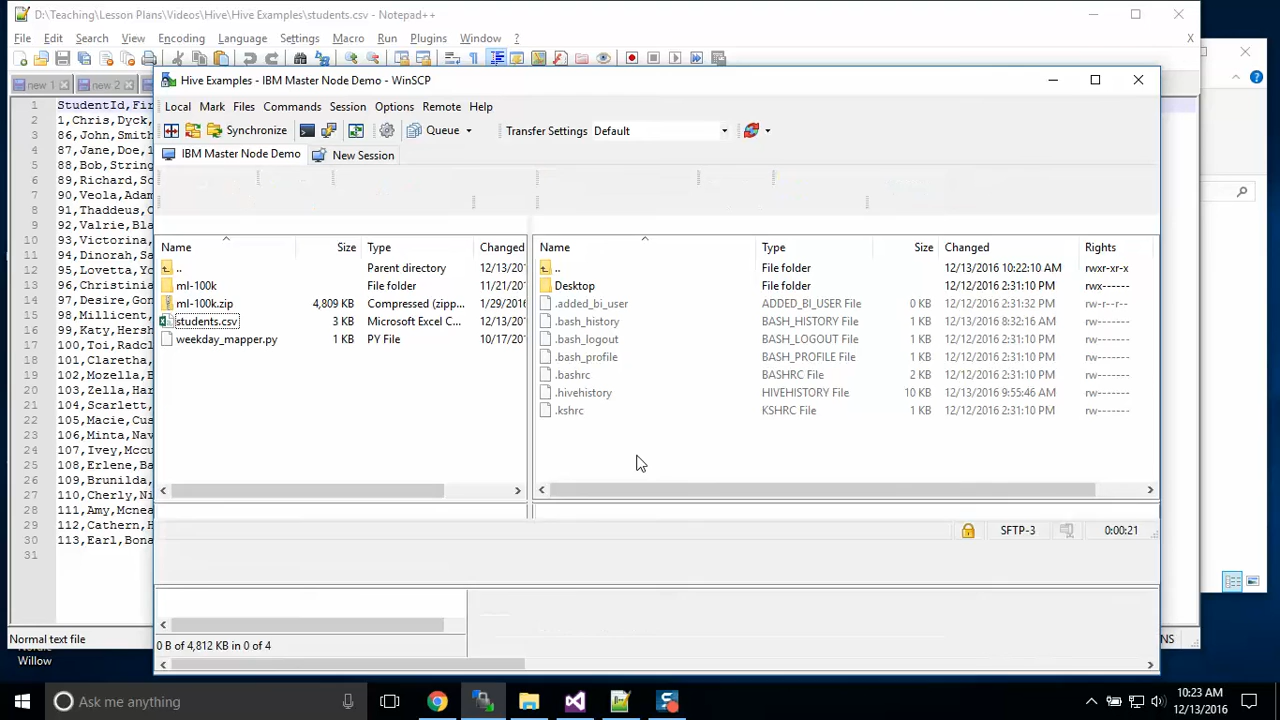 D:\Teaching\Lesson Plans\Videos\Hive\Hive Examples\students.csv - Notepad++
File Edit Search View Encoding Language Settings Macro Run Plugins Window ? X
new 1 new 2
Hive Examples - IBM Master Node Demo - WinSCP
Local Mark Files Commands Session Options Remote Help
Synchronize Queue Transfer Settings Default
IBM Master Node Demo New Session
Name Size Type Changed Name Type Size Changed Rights
.. Parent directory 12/13/20 .. File folder 12/13/2016 10:22:10 AM rwxr-xr-x
ml-100k File folder 11/21/20 Desktop File folder 12/12/2016 2:31:10 PM rwx------
ml-100k.zip 4,809 KB Compressed (zipp... 1/29/2016 .added_bi_user ADDED_BI_USER File 0 KB 12/12/2016 2:31:32 PM rw-r--r--
students.csv 3 KB Microsoft Excel C... 12/13/20 .bash_history BASH_HISTORY File 1 KB 12/13/2016 8:32:16 AM rw-------
weekday_mapper.py 1 KB PY File 10/17/20 .bash_logout BASH_LOGOUT File 1 KB 12/12/2016 2:31:10 PM rw-------
.bash_profile BASH_PROFILE File 1 KB 12/12/2016 2:31:10 PM rw-------
.bashrc BASHRC File 2 KB 12/12/2016 2:31:10 PM rw-------
.hivehistory HIVEHISTORY File 10 KB 12/13/2016 9:55:46 AM rw-------
.kshrc KSHRC File 1 KB 12/12/2016 2:31:10 PM rw-------
SFTP-3 0:00:21
0 B of 4,812 KB in 0 of 4
1 StudentId,Fir
2 1,Chris,Dyck,
3 86,John,Smith
4 87,Jane,Doe,1
5 88,Bob,String
6 89,Richard,Sc
7 90,Veola,Adam
8 91,Thaddeus,C
9 92,Valrie,Bla
10 93,Victorina,
11 94,Dinorah,Sa
12 95,Lovetta,Yo
13 96,Christinia
14 97,Desire,Gon
15 98,Millicent,
16 99,Katy,Hersh
17 100,Toi,Radcl
18 101,Claire,Al
19 102,Mozella,B
20 103,Zella,Har
21 104,Scarlett,
22 105,Macie,Cus
23 106,Minta,Nav
24 107,Ivey,Mccu
25 108,Erlene,Ba
26 109,Brunilda,
27 110,Cherly,Ni
28 111,Amy,Mcnea
29 112,Cathern,H
30 113,Earl,Bona
31
Normal text file NS
Willow
Ask me anything 10:23 AM
12/13/2016